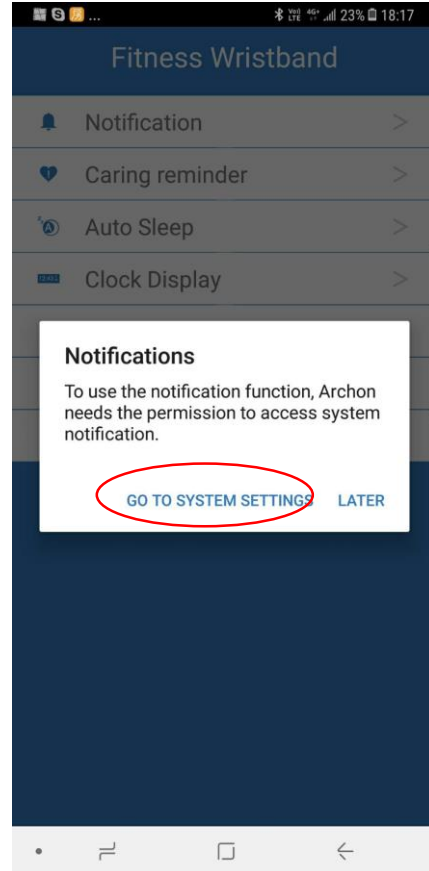 ... 23% 18:17
Fitness Wristband
Notification
Caring reminder
Auto Sleep
Clock Display
Notifications
To use the notification function, Archon
needs the permission to access system
notification.
GO TO SYSTEM SETTINGS LATER